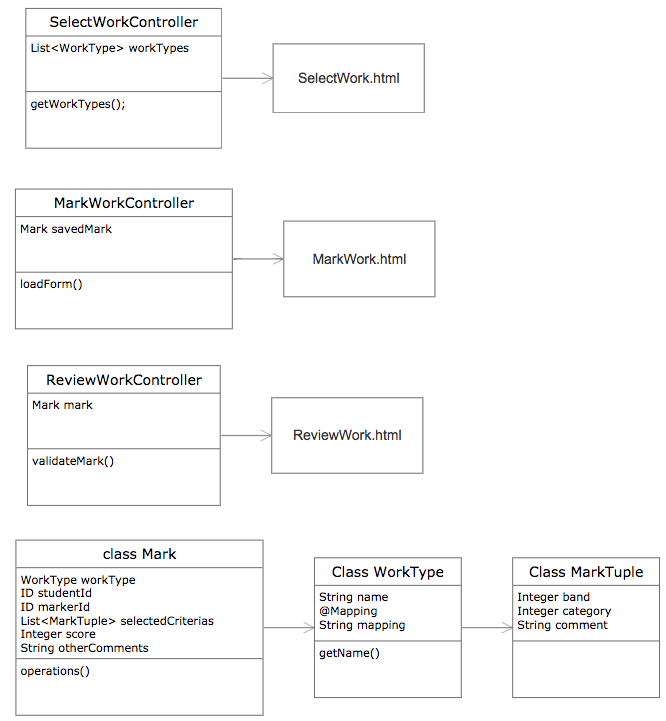 SelectWorkController
List<WorkType> workTypes
getWorkTypes();
SelectWork.html
MarkWorkController
Mark savedMark
loadForm()
MarkWork.html
ReviewWorkController
Mark mark
validateMark()
ReviewWork.html
class Mark
WorkType workType
ID studentId
ID markerId
List<MarkTuple> selectedCriterias
Integer score
String otherComments
operations()
Class WorkType
String name
@Mapping
String mapping
getName()
Class MarkTuple
Integer band
Integer category
String comment